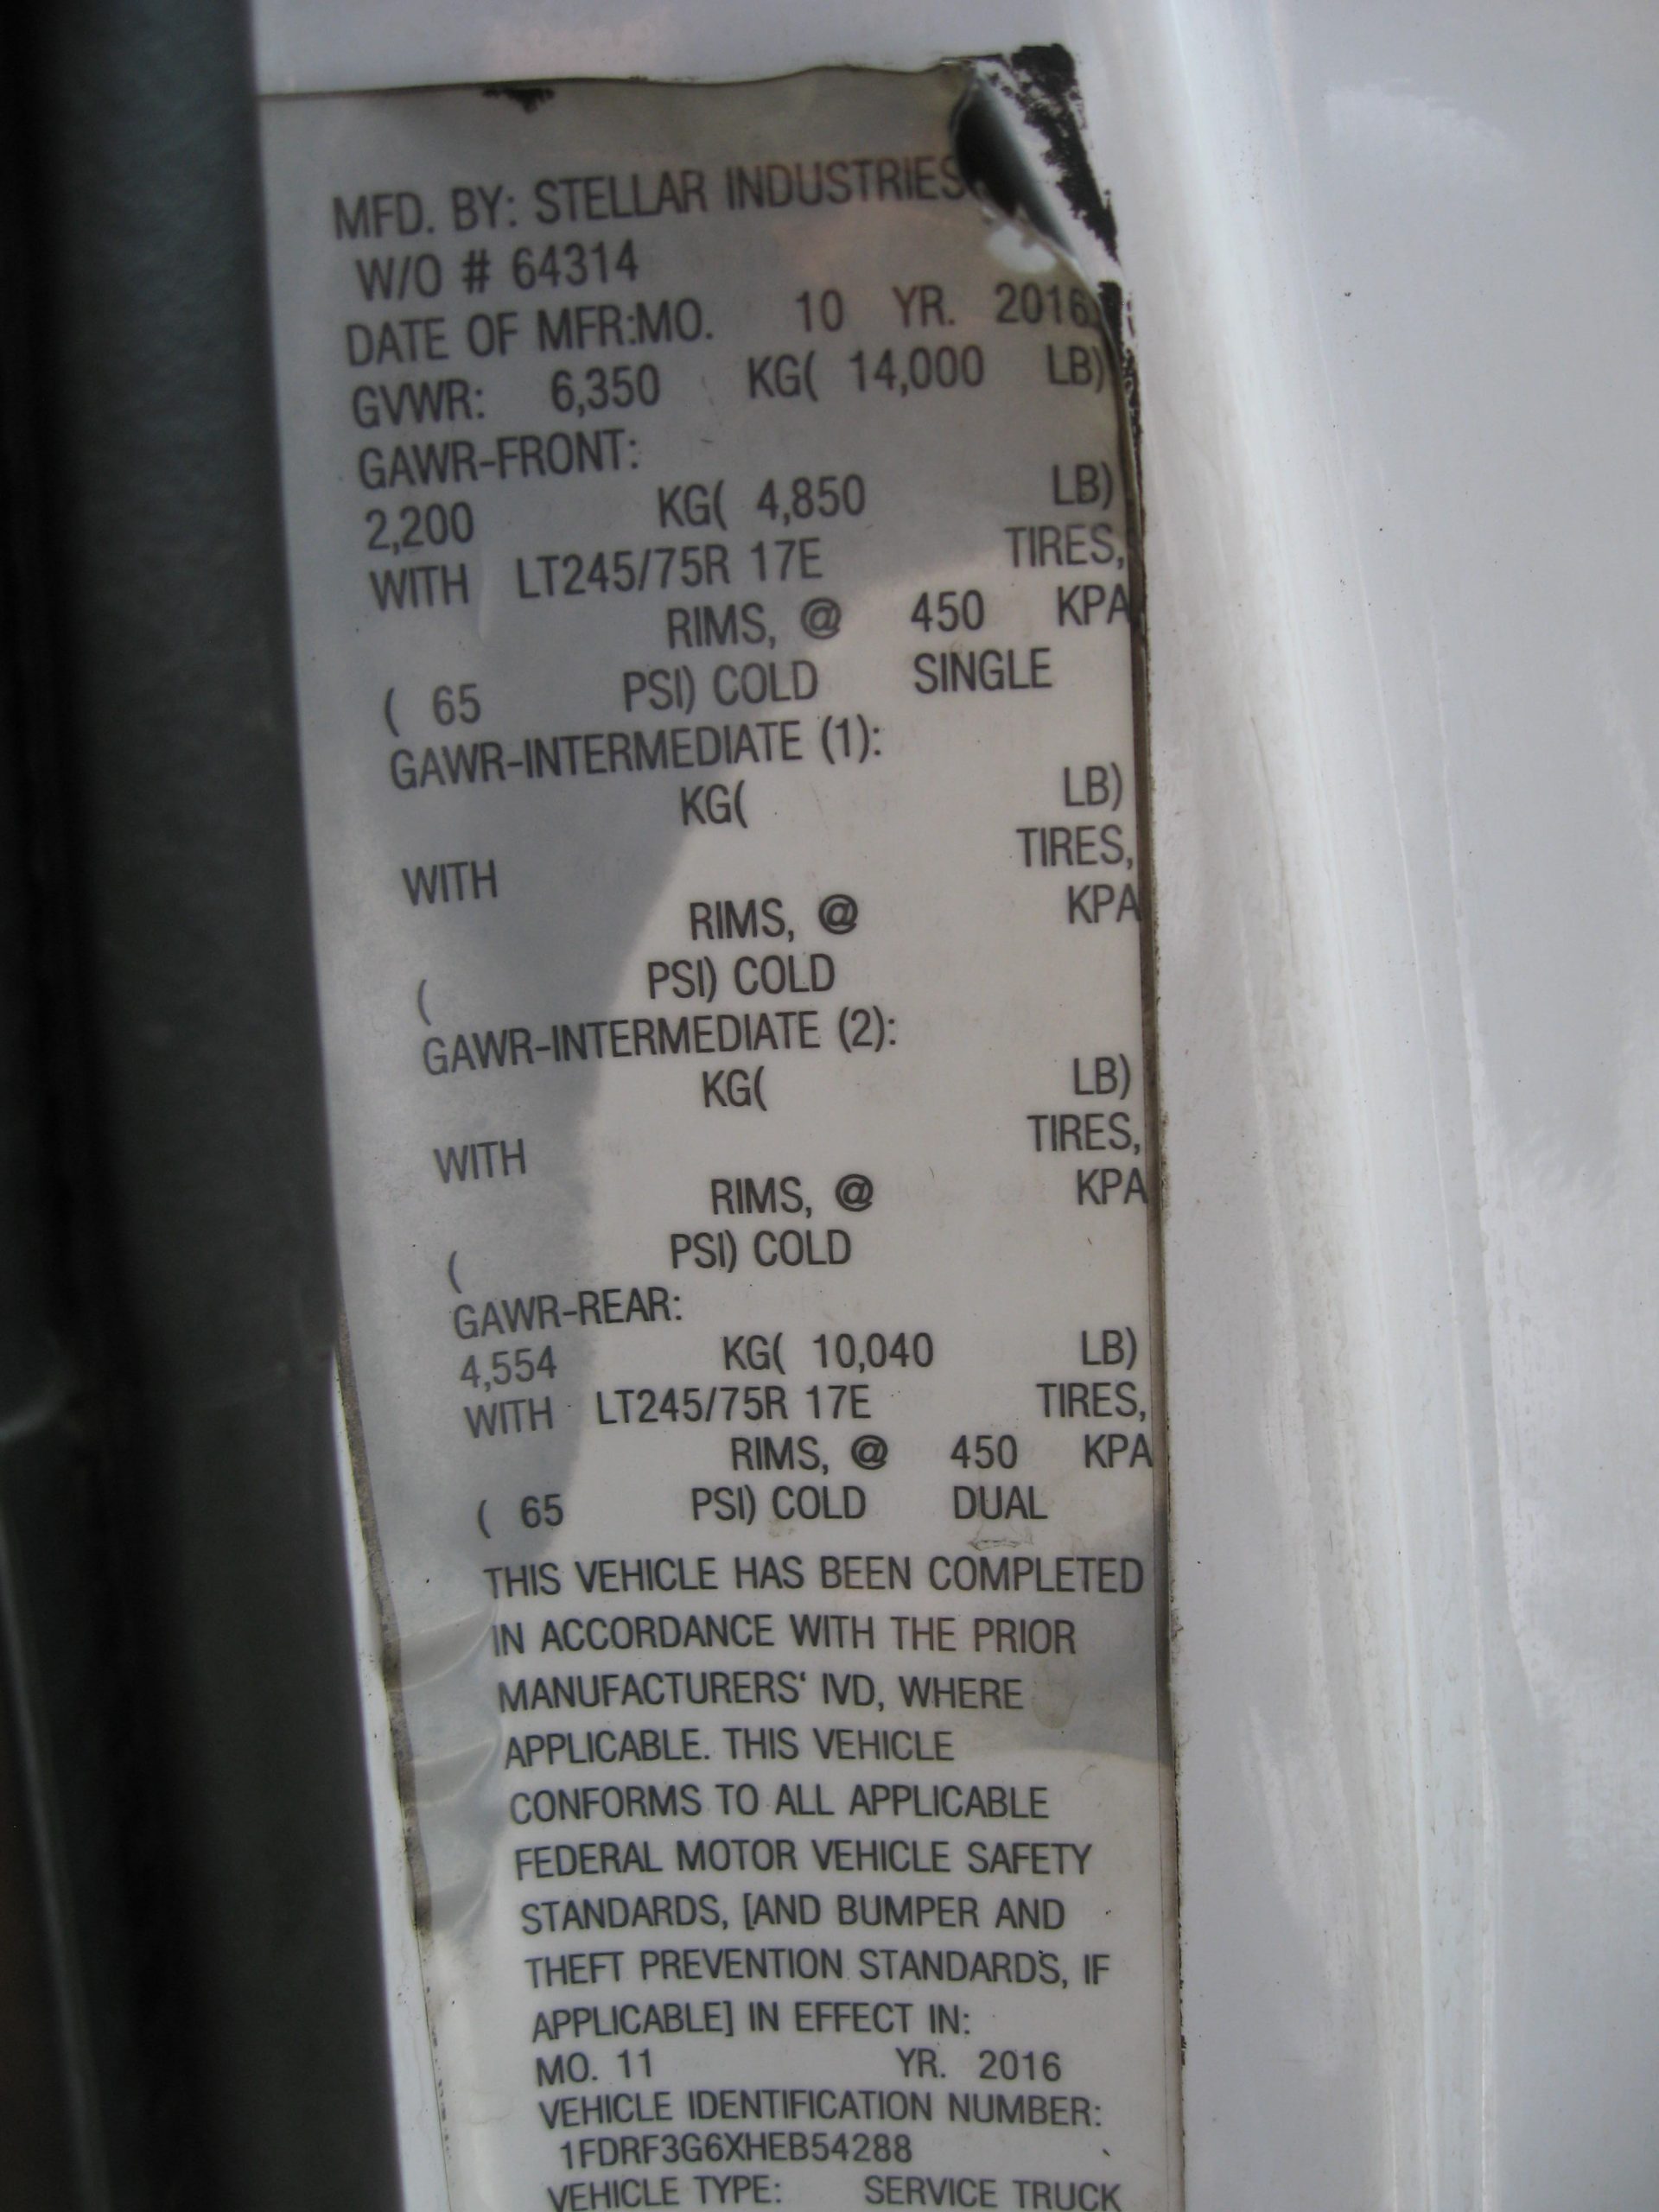 MFD. BY: STELLAR INDUSTRIES
W/O # 64314
DATE OF MFR:MO. 10 YR. 2016
GVWR: 6,350 KG( 14,000 LB)
GAWR-FRONT:
2,200 KG( 4,850 LB)
WITH LT245/75R 17E TIRES,
RIMS, @ 450 KPA
( 65 PSI) COLD SINGLE
GAWR-INTERMEDIATE (1):
KG( LB)
WITH TIRES,
RIMS, @ KPA
( PSI) COLD
GAWR-INTERMEDIATE (2):
KG( LB)
WITH TIRES,
RIMS, @ KPA
( PSI) COLD
GAWR-REAR:
4,554 KG( 10,040 LB)
WITH LT245/75R 17E TIRES,
RIMS, @ 450 KPA
( 65 PSI) COLD DUAL
THIS VEHICLE HAS BEEN COMPLETED
IN ACCORDANCE WITH THE PRIOR
MANUFACTURERS' IVD, WHERE
APPLICABLE. THIS VEHICLE
CONFORMS TO ALL APPLICABLE
FEDERAL MOTOR VEHICLE SAFETY
STANDARDS, [AND BUMPER AND
THEFT PREVENTION STANDARDS, IF
APPLICABLE] IN EFFECT IN:
MO. 11 YR. 2016
VEHICLE IDENTIFICATION NUMBER:
1FDRF3G6XHEB54288
VEHICLE TYPE: SERVICE TRUCK